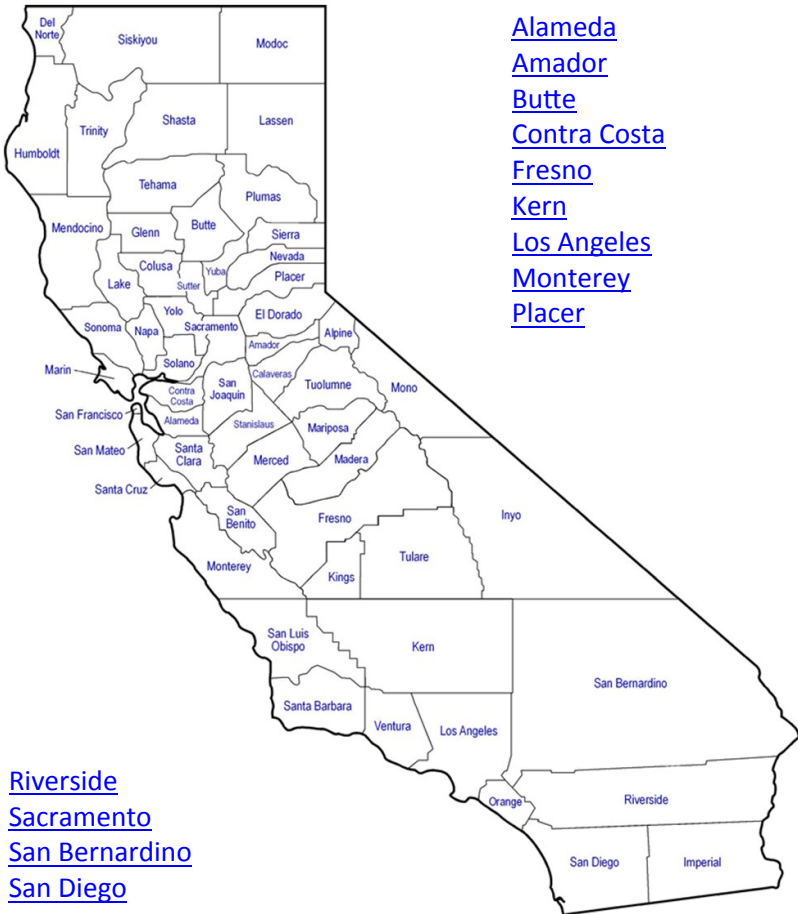 Alameda
Amador
Butte
Contra Costa
Fresno
Kern
Los Angeles
Monterey
Placer
Del
Norte
Siskiyou
Modoc
Humboldt
Trinity
Shasta
Lassen
Tehama
Plumas
Mendocino
Glenn
Butte
Sierra
Nevada
Placer
Colusa
Sutter
Yuba
Lake
Yolo
Sacramento
El Dorado
Sonoma
Napa
Amador
Alpine
Marin
Solano
Contra
Costa
San
Joaquin
Calaveras
Tuolumne
Mono
San Francisco
Alameda
Stanislaus
Mariposa
San Mateo
Santa
Clara
Merced
Madera
Santa Cruz
San
Benito
Fresno
Inyo
Monterey
Kings
Tulare
San Luis
Obispo
Kern
San Bernardino
Santa Barbara
Ventura
Los Angeles
Orange
Riverside
San Diego
Imperial
Riverside
Sacramento
San Bernardino
San Diego